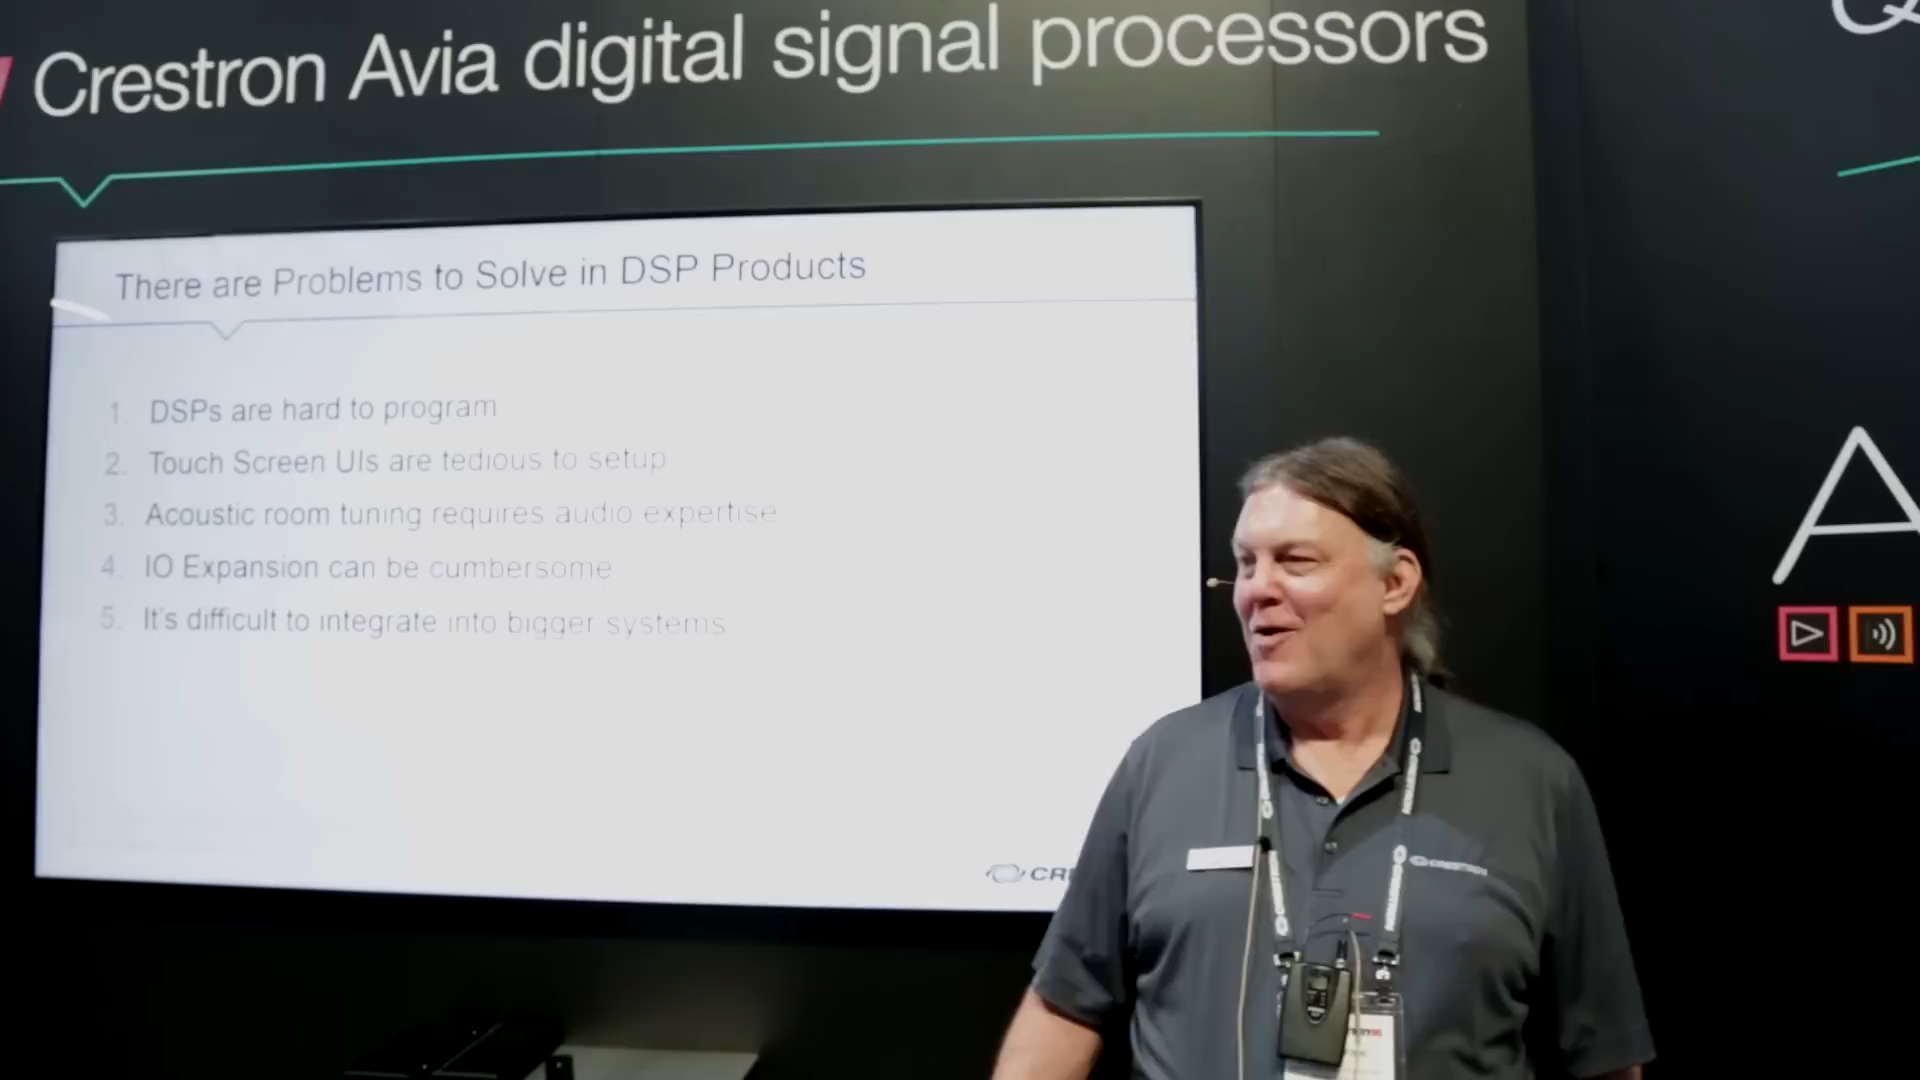 Crestron Avia digital signal processors
There are Problems to Solve in DSP Products
1. DSPs are hard to program
2. Touch Screen UIs are tedious to setup
3. Acoustic room tuning requires audio expertise
4. IO Expansion can be cumbersome
5. It's difficult to integrate into bigger systems
CRESTRON
A